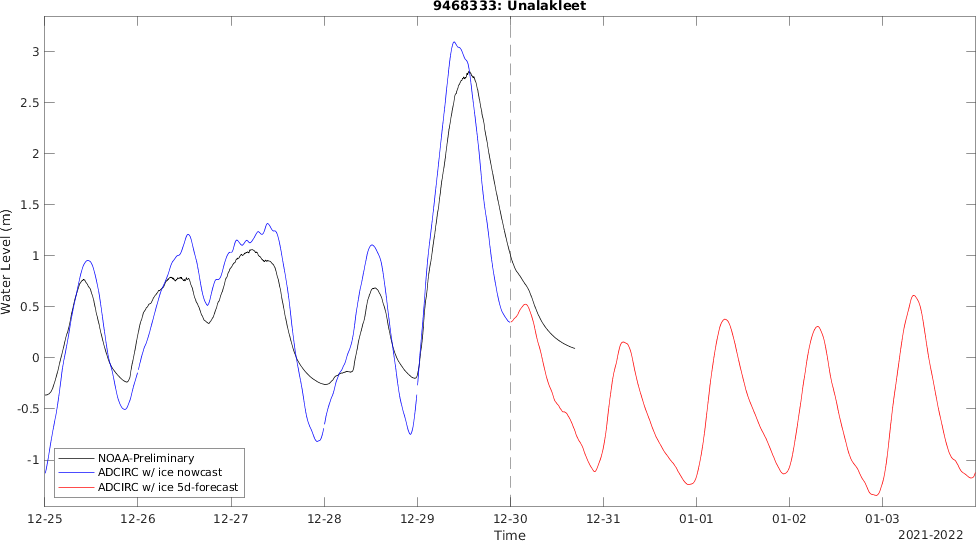 9468333: Unalakleet
Water Level (m)
3
2.5
2
1.5
1
0.5
0
-0.5
-1
NOAA-Preliminary
ADCIRC w/ ice nowcast
ADCIRC w/ ice 5d-forecast
12-25 12-26 12-27 12-28 12-29 12-30 12-31 01-01 01-02 01-03
Time
2021-2022